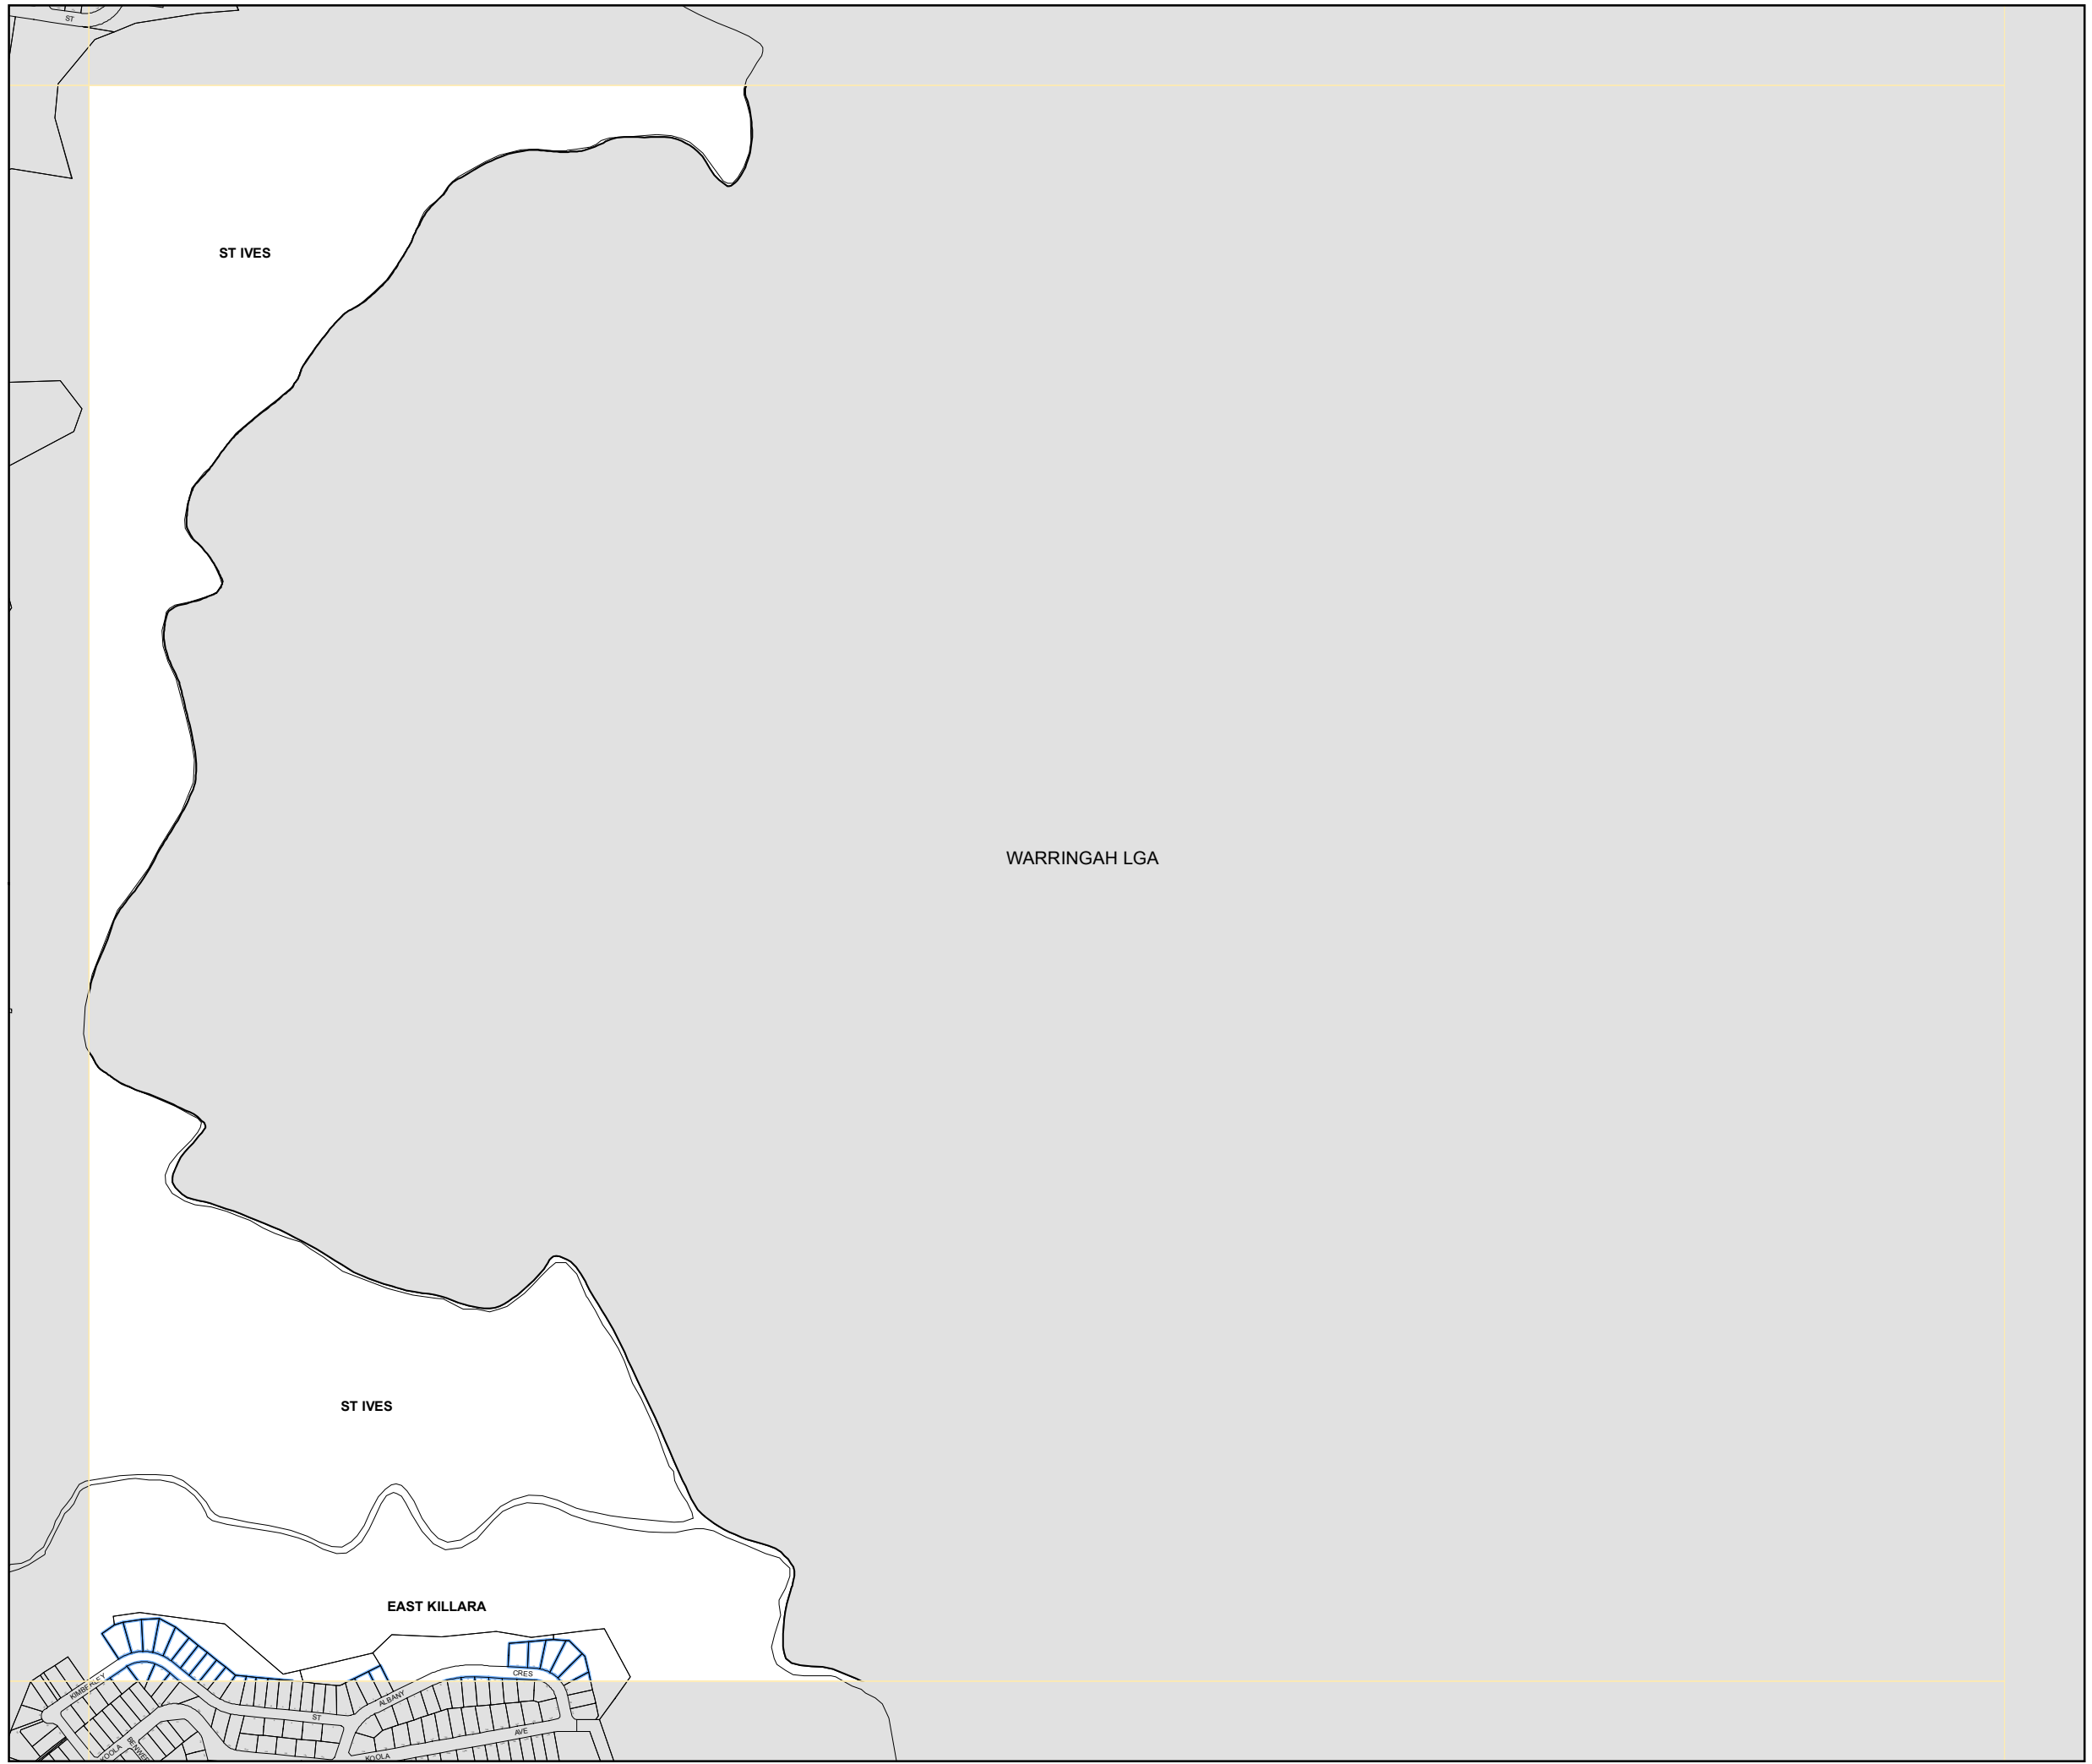 ST
ST IVES
WARRINGAH LGA
ST IVES
EAST KILLARA
CRES
KIMBERLEY
ALBANY
ST
AVE
KOOLA
KOOLA